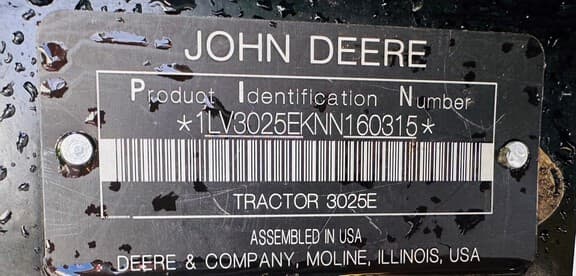 JOHN DEERE
Product Identification Number
*1LV3025EKNN160315*
TRACTOR 3025E
ASSEMBLED IN USA
DEERE & COMPANY, MOLINE, ILLINOIS, USA